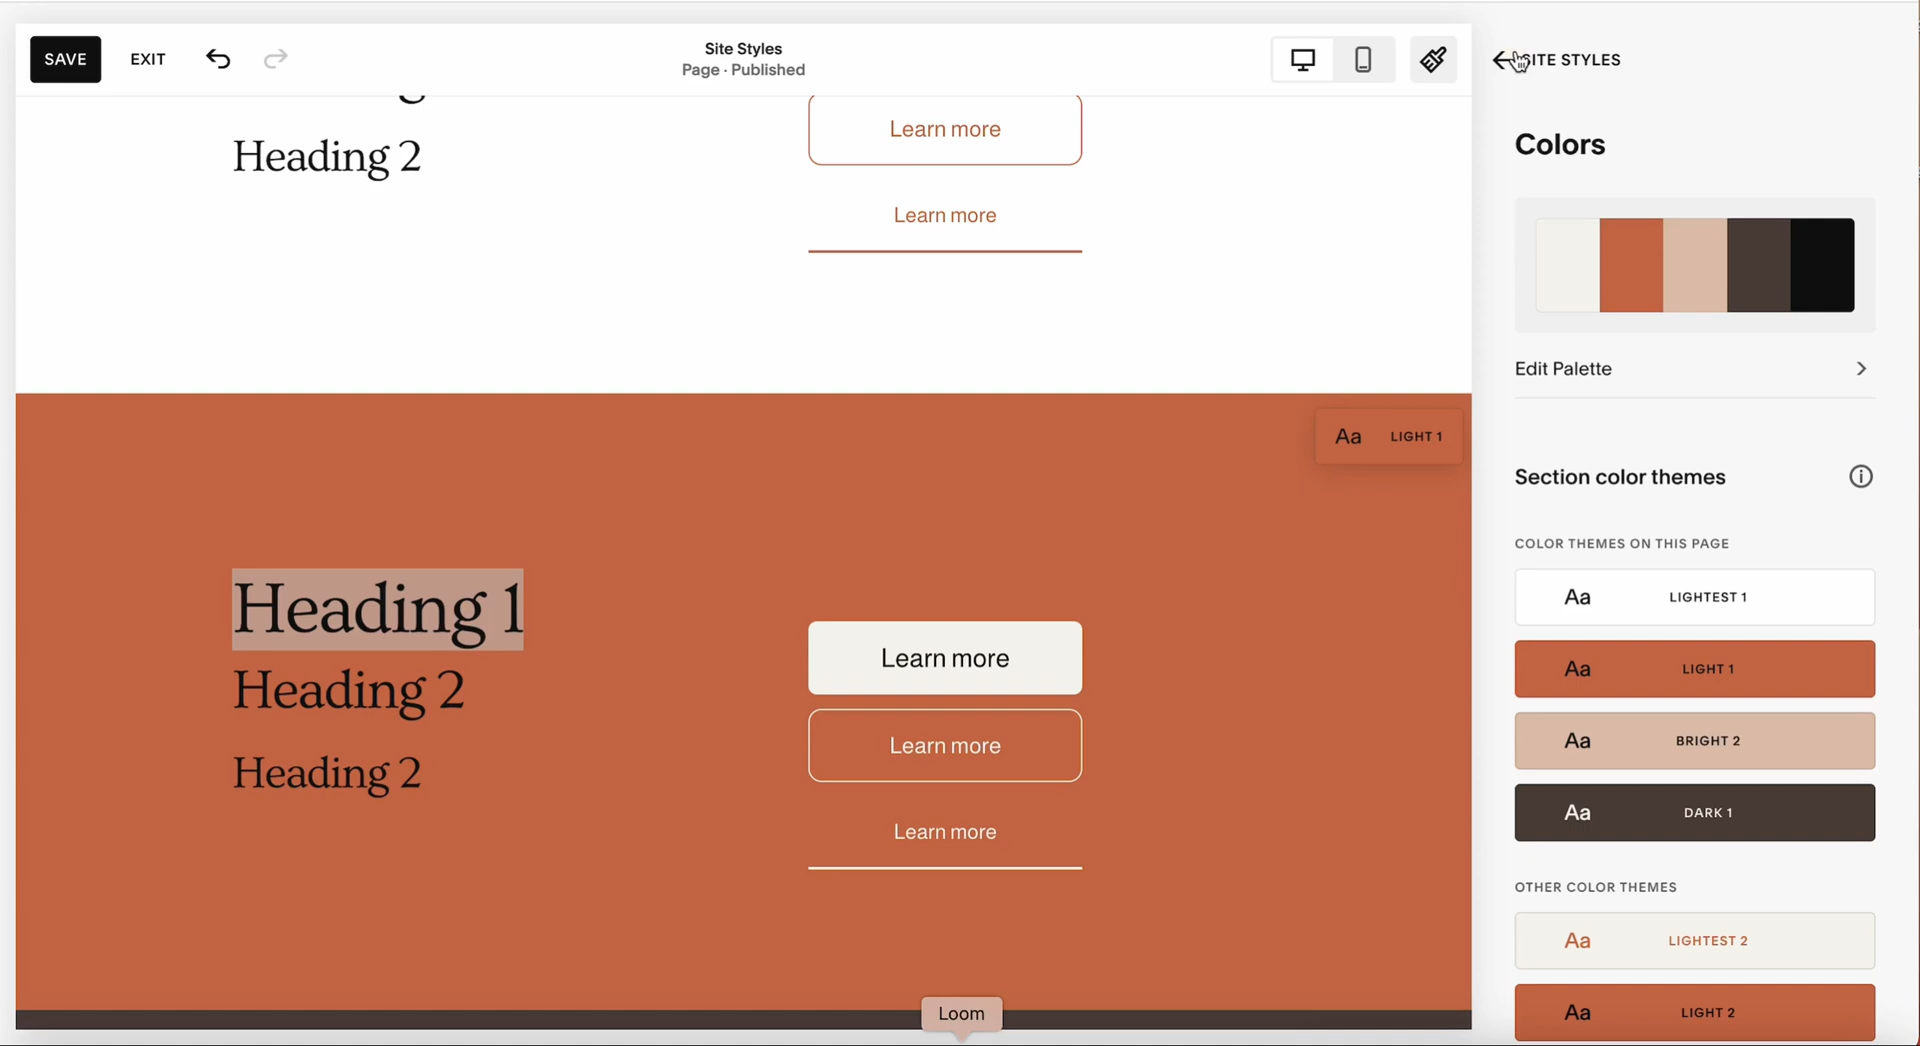 SAVE
EXIT
Site Styles
Page · Published
SITE STYLES
Learn more
Heading 2
Learn more
Colors
Edit Palette
Aa LIGHT 1
Section color themes
COLOR THEMES ON THIS PAGE
Aa LIGHTEST 1
Aa LIGHT 1
Aa BRIGHT 2
Aa DARK 1
OTHER COLOR THEMES
Aa LIGHTEST 2
Aa LIGHT 2
Heading 1
Heading 2
Heading 2
Learn more
Learn more
Learn more
Loom